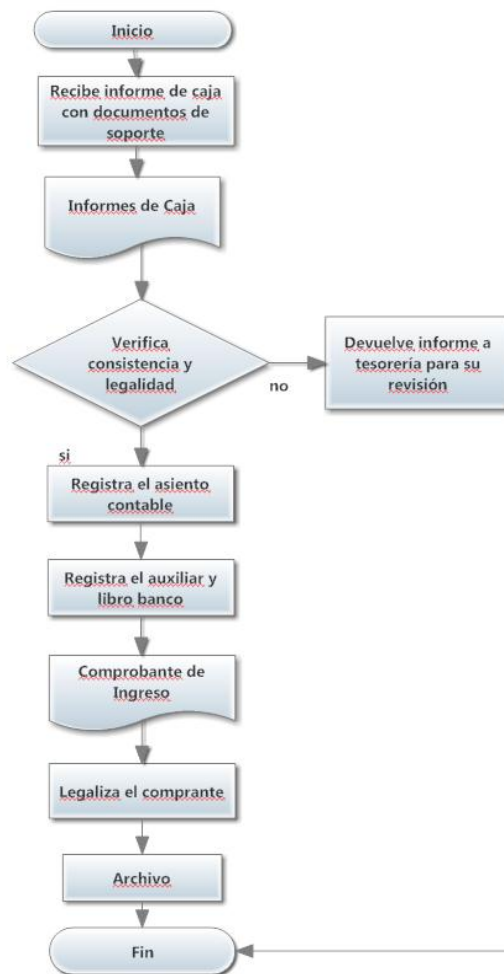 Inicio
Recibe informe de caja
con documentos de
soporte
Informes de Caja
Verifica
consistencia y
legalidad
no
Devuelve informe a
tesorería para su
revisión
si
Registra el asiento
contable
Registra el auxiliar y
libro banco
Comprobante de
Ingreso
Legaliza el comprante
Archivo
Fin